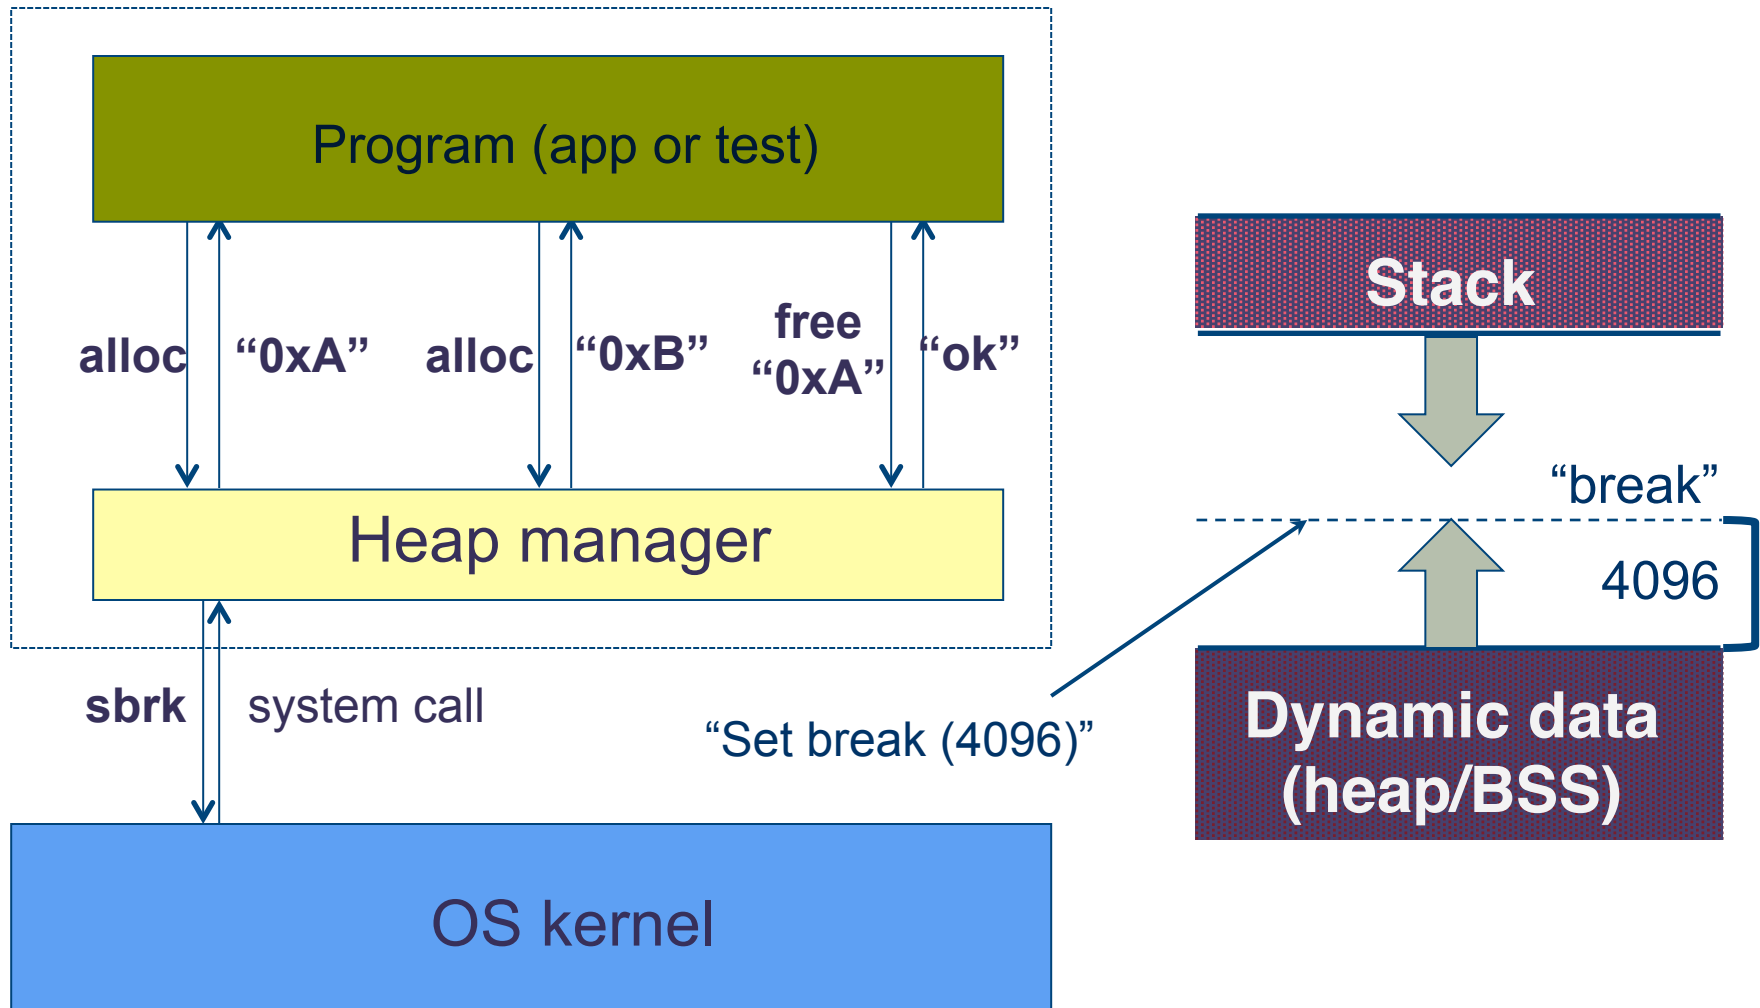 Program (app or test)
alloc
“0xA”
alloc
“0xB”
free
“0xA”
“ok”
Heap manager
sbrk
system call
“Set break (4096)”
OS kernel
Stack
“break”
4096
Dynamic data
(heap/BSS)